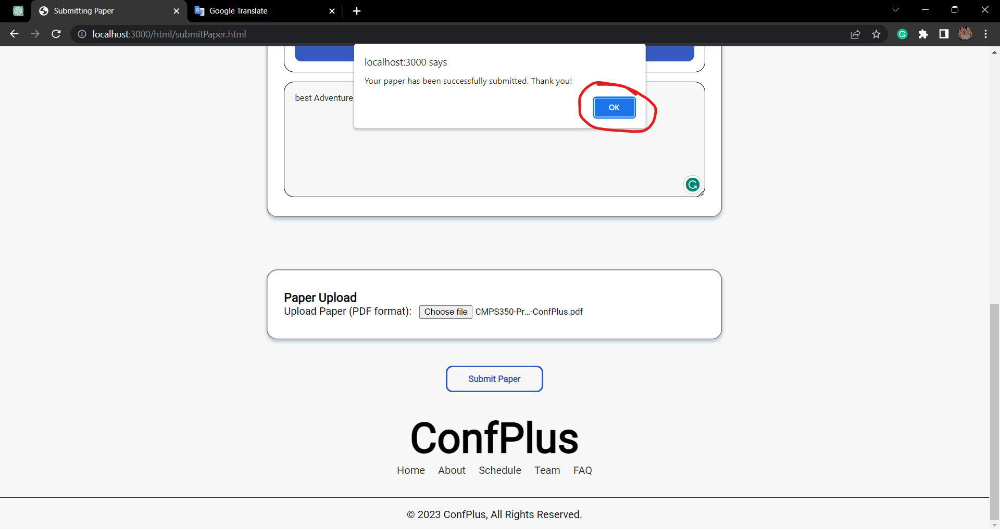 Submitting Paper
Google Translate
localhost:3000/html/submitPaper.html
localhost:3000 says
Your paper has been successfully submitted. Thank you!
OK
best Adventure
Paper Upload
Upload Paper (PDF format): Choose file CMPS350-Pr...-ConfPlus.pdf
Submit Paper
ConfPlus
Home About Schedule Team FAQ
© 2023 ConfPlus, All Rights Reserved.